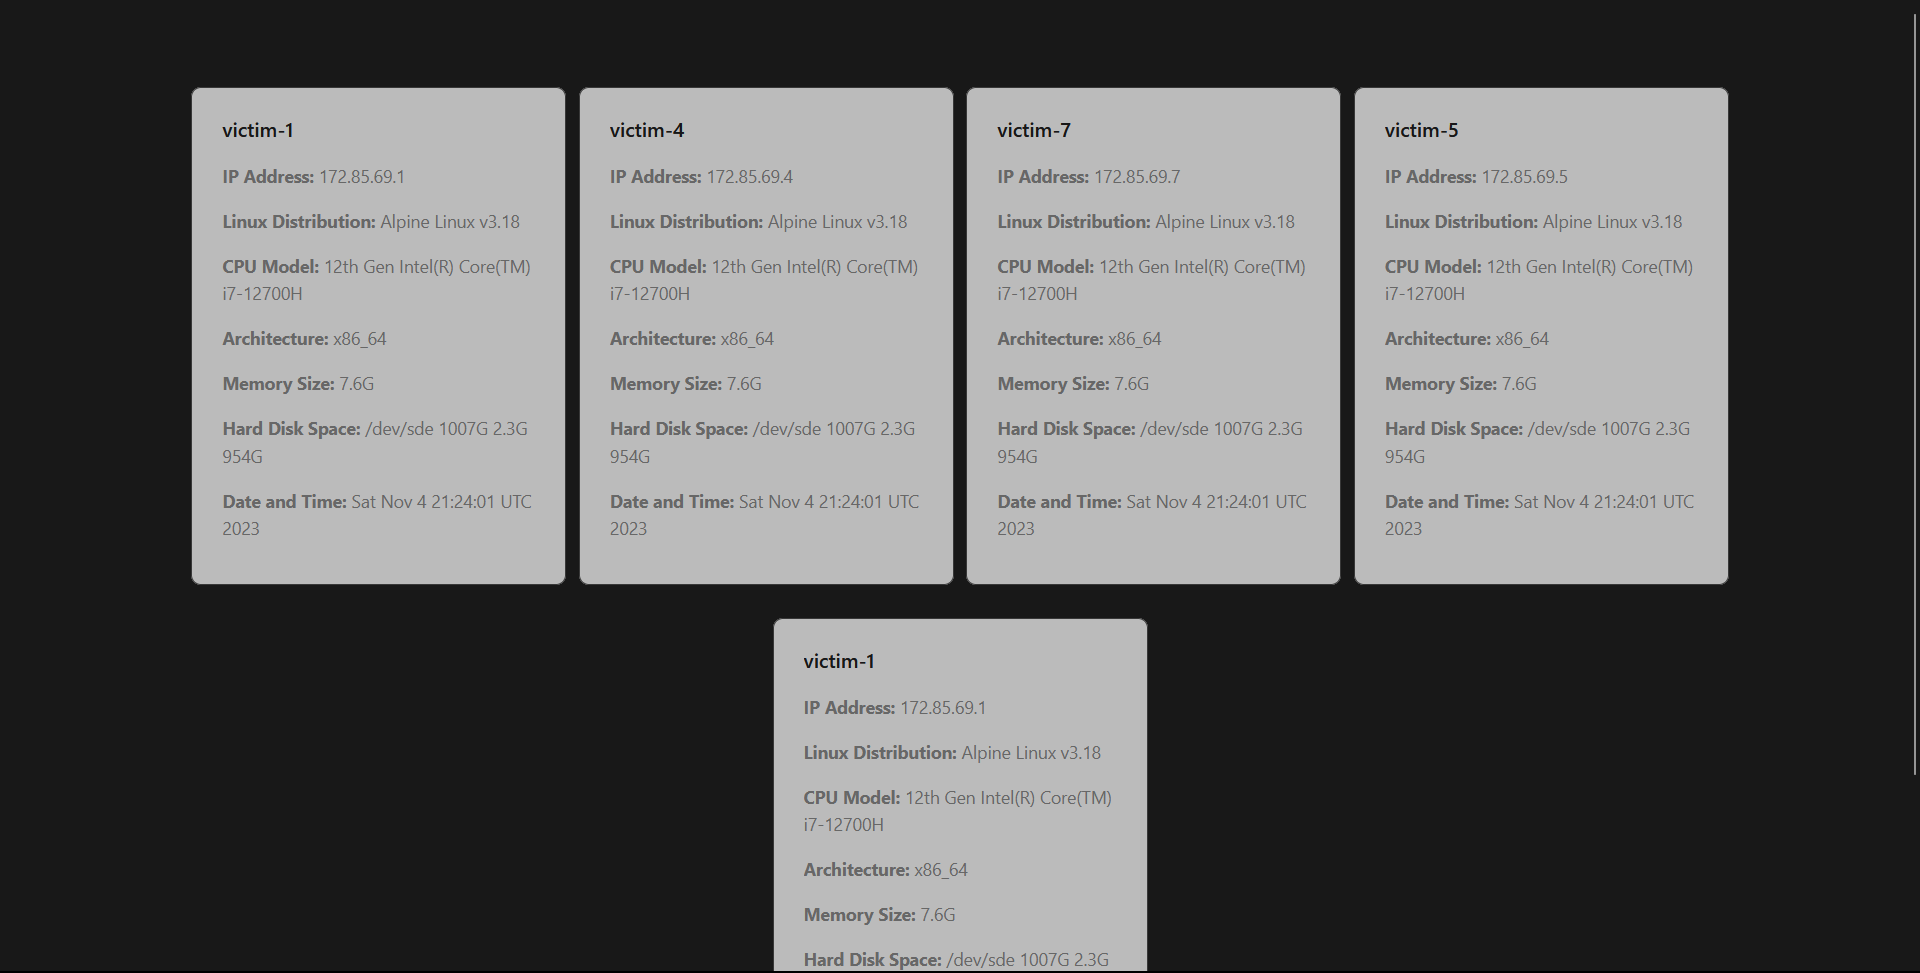 victim-1
IP Address: 172.85.69.1
Linux Distribution: Alpine Linux v3.18
CPU Model: 12th Gen Intel(R) Core(TM)
i7-12700H
Architecture: x86_64
Memory Size: 7.6G
Hard Disk Space: /dev/sde 1007G 2.3G
954G
Date and Time: Sat Nov 4 21:24:01 UTC
2023
victim-4
IP Address: 172.85.69.4
Linux Distribution: Alpine Linux v3.18
CPU Model: 12th Gen Intel(R) Core(TM)
i7-12700H
Architecture: x86_64
Memory Size: 7.6G
Hard Disk Space: /dev/sde 1007G 2.3G
954G
Date and Time: Sat Nov 4 21:24:01 UTC
2023
victim-7
IP Address: 172.85.69.7
Linux Distribution: Alpine Linux v3.18
CPU Model: 12th Gen Intel(R) Core(TM)
i7-12700H
Architecture: x86_64
Memory Size: 7.6G
Hard Disk Space: /dev/sde 1007G 2.3G
954G
Date and Time: Sat Nov 4 21:24:01 UTC
2023
victim-5
IP Address: 172.85.69.5
Linux Distribution: Alpine Linux v3.18
CPU Model: 12th Gen Intel(R) Core(TM)
i7-12700H
Architecture: x86_64
Memory Size: 7.6G
Hard Disk Space: /dev/sde 1007G 2.3G
954G
Date and Time: Sat Nov 4 21:24:01 UTC
2023
victim-1
IP Address: 172.85.69.1
Linux Distribution: Alpine Linux v3.18
CPU Model: 12th Gen Intel(R) Core(TM)
i7-12700H
Architecture: x86_64
Memory Size: 7.6G
Hard Disk Space: /dev/sde 1007G 2.3G